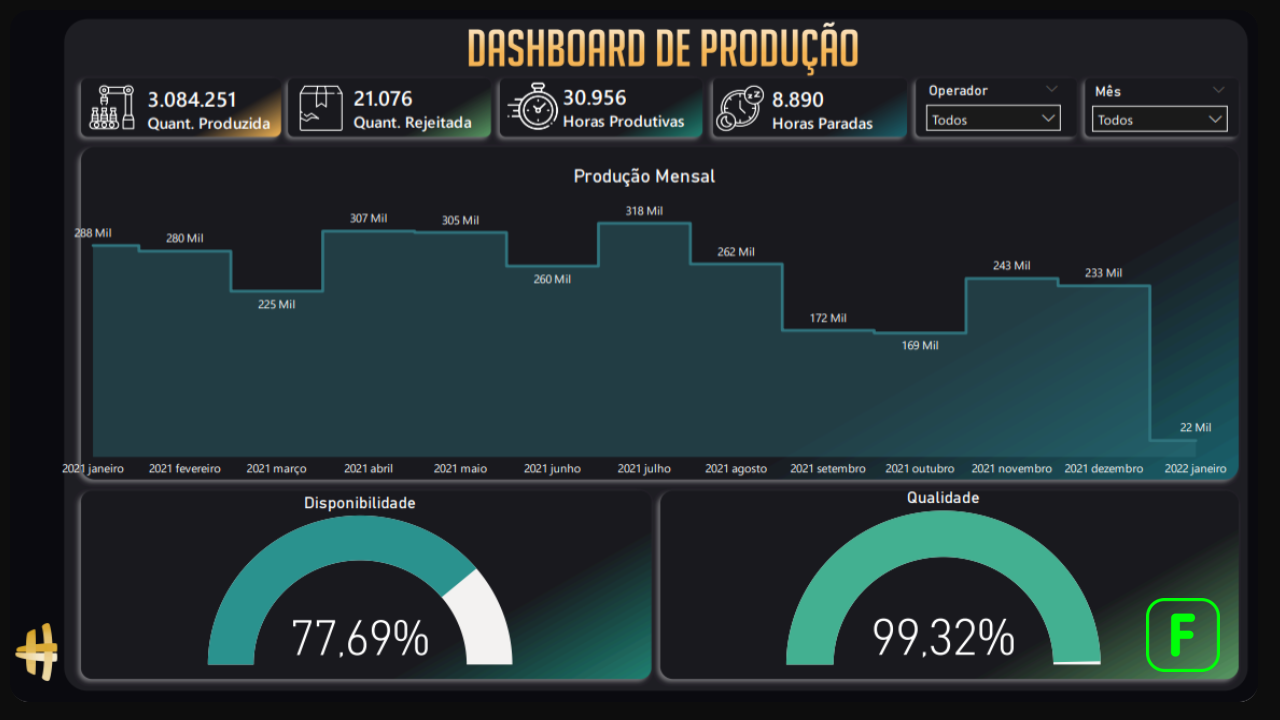 DASHBOARD DE PRODUÇÃO
3.084.251
Quant. Produzida
21.076
Quant. Rejeitada
30.956
Horas Produtivas
zz
8.890
Horas Paradas
Operador
Todos
Mês
Todos
Produção Mensal
288 Mil
280 Mil
225 Mil
307 Mil
305 Mil
260 Mil
318 Mil
262 Mil
172 Mil
169 Mil
243 Mil
233 Mil
22 Mil
2021 janeiro 2021 fevereiro 2021 março 2021 abril 2021 maio 2021 junho 2021 julho 2021 agosto 2021 setembro 2021 outubro 2021 novembro 2021 dezembro 2022 janeiro
Disponibilidade
77,69%
Qualidade
99,32%
F